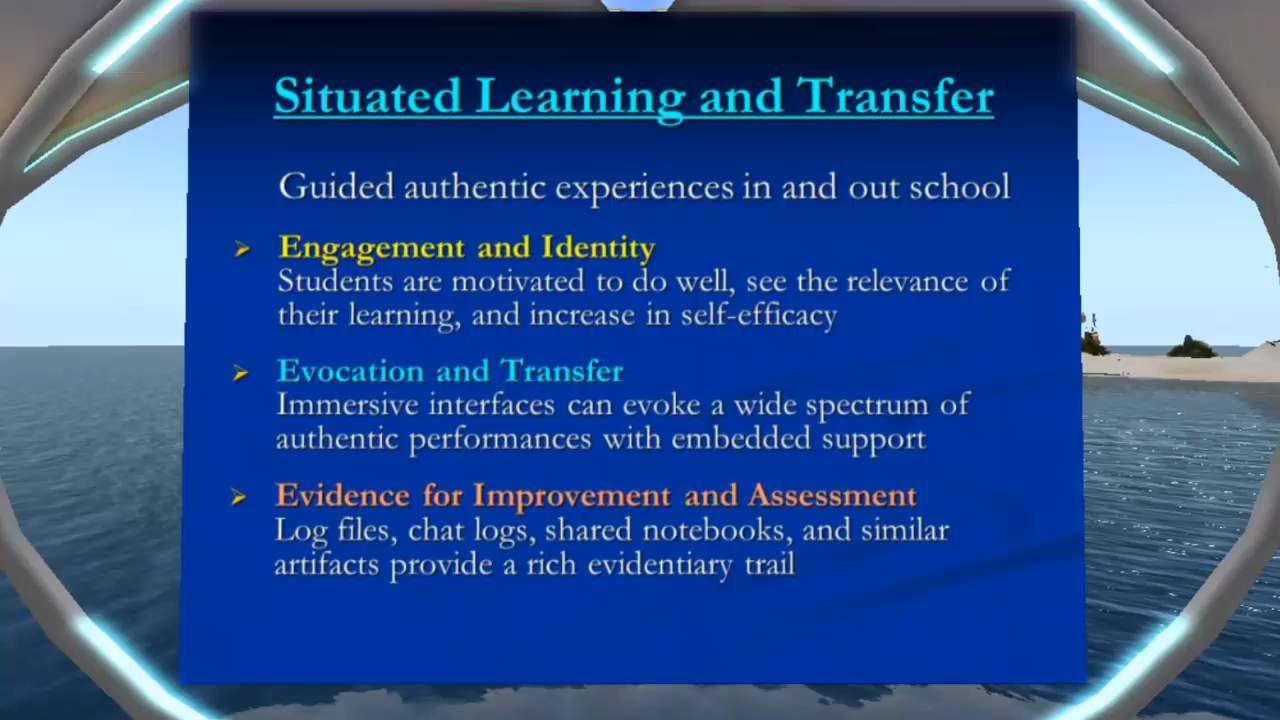 Situated Learning and Transfer
Guided authentic experiences in and out school
Engagement and Identity
Students are motivated to do well, see the relevance of
their learning, and increase in self-efficacy
Evocation and Transfer
Immersive interfaces can evoke a wide spectrum of
authentic performances with embedded support
Evidence for Improvement and Assessment
Log files, chat logs, shared notebooks, and similar
artifacts provide a rich evidentiary trail